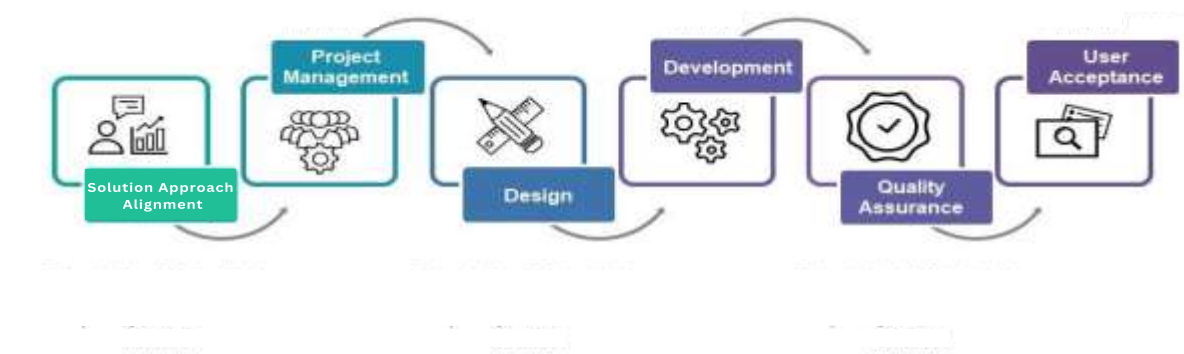 Solution Approach
Alignment
Project
Management
Design
Development
Quality
Assurance
User
Acceptance